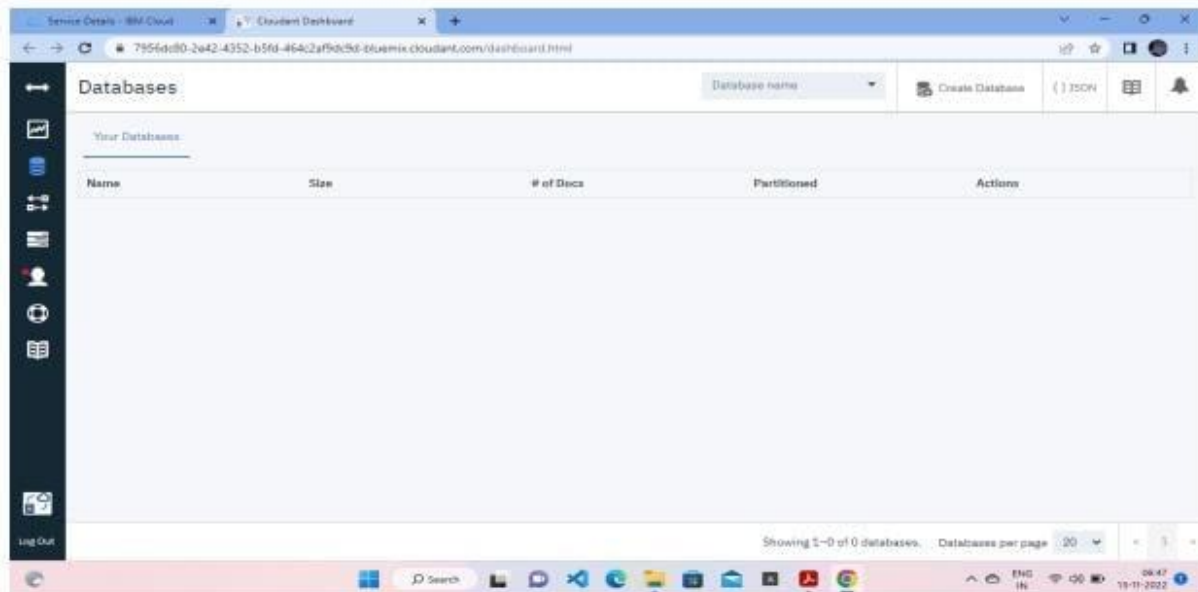 Service Details - IBM Cloud
Cloudant Dashboard
7956dc80-2e42-4352-b5fd-464c2af9dc9d-bluemix.cloudant.com/dashboard.html
Databases
Database name
Create Database
{ } JSON
Your Databases
Name Size # of Docs Partitioned Actions
Log Out
Showing 1–0 of 0 databases.
Databases per page 20
Search
ENG
IN